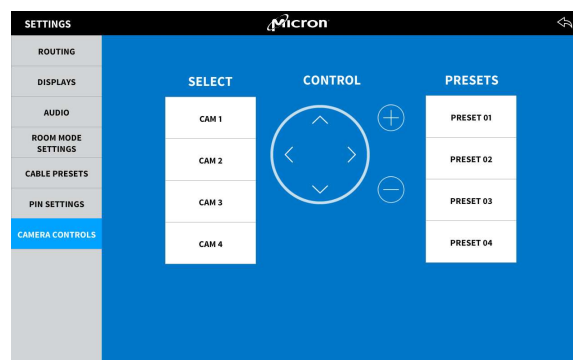 SETTINGS
Micron
ROUTING
DISPLAYS
AUDIO
ROOM MODE
SETTINGS
CABLE PRESETS
PIN SETTINGS
CAMERA CONTROLS
SELECT
CAM 1
CAM 2
CAM 3
CAM 4
CONTROL
PRESETS
PRESET 01
PRESET 02
PRESET 03
PRESET 04